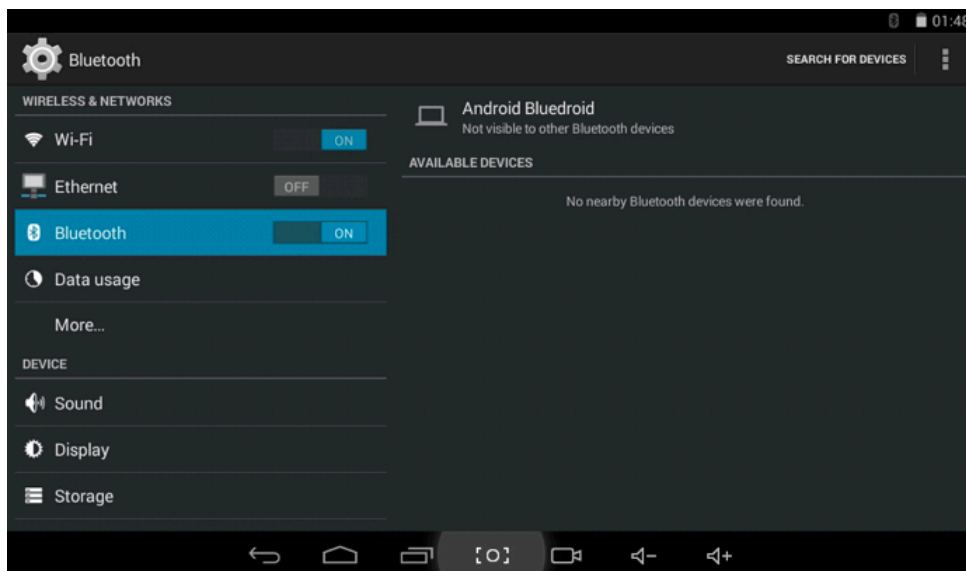 01:48
Bluetooth
SEARCH FOR DEVICES
WIRELESS & NETWORKS
Wi-Fi
ON
Ethernet
OFF
Bluetooth
ON
Data usage
More...
DEVICE
Sound
Display
Storage
Android Bluedroid
Not visible to other Bluetooth devices
AVAILABLE DEVICES
No nearby Bluetooth devices were found.